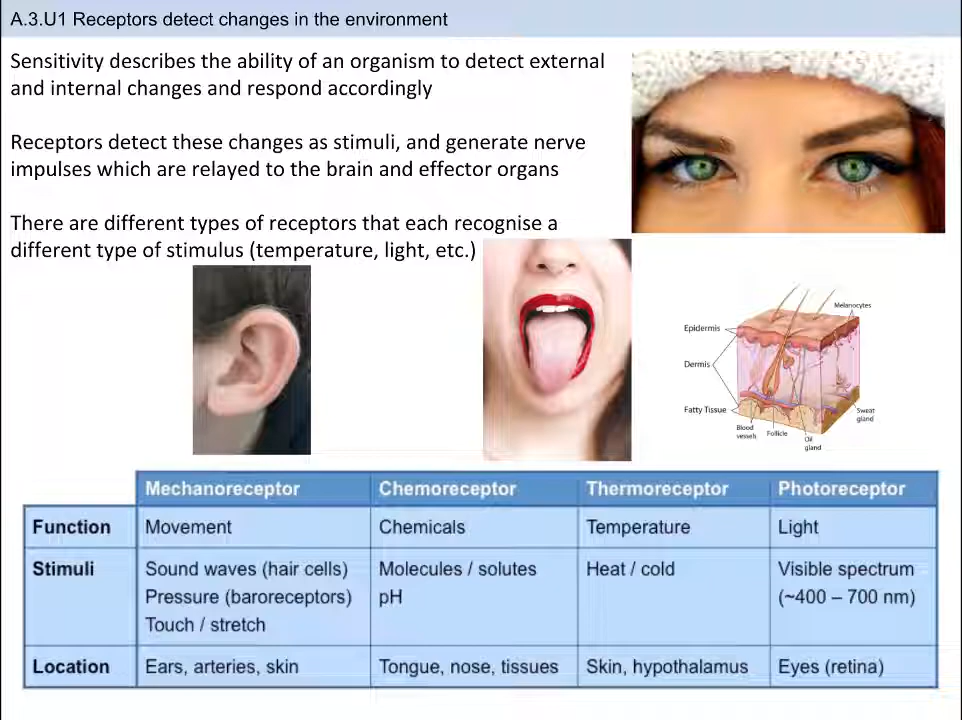 A.3.U1 Receptors detect changes in the environment
Sensitivity describes the ability of an organism to detect external
and internal changes and respond accordingly
Receptors detect these changes as stimuli, and generate nerve
impulses which are relayed to the brain and effector organs
There are different types of receptors that each recognise a
different type of stimulus (temperature, light, etc.)
Melanocytes
Epidermis
Dermis
Fatty Tissue
Blood
vessels
Follicle
Oil
gland
Sweat
gland
Mechanoreceptor Chemoreceptor Thermoreceptor Photoreceptor
Function Movement Chemicals Temperature Light
Stimuli Sound waves (hair cells) Molecules / solutes Heat / cold Visible spectrum
Pressure (baroreceptors) pH (~400 – 700 nm)
Touch / stretch
Location Ears, arteries, skin Tongue, nose, tissues Skin, hypothalamus Eyes (retina)